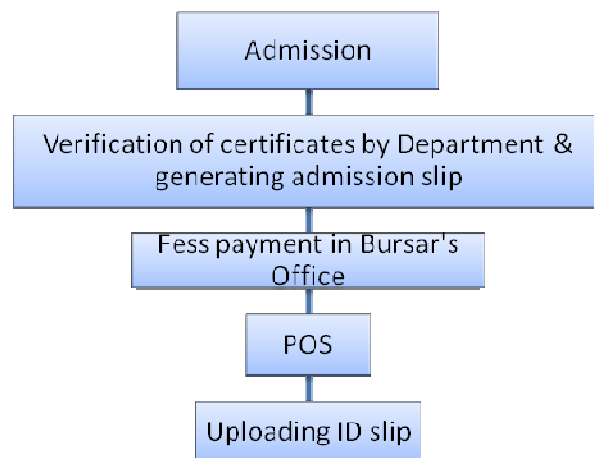 Admission
Verification of certificates by Department &
generating admission slip
Fess payment in Bursar's
Office
POS
Uploading ID slip